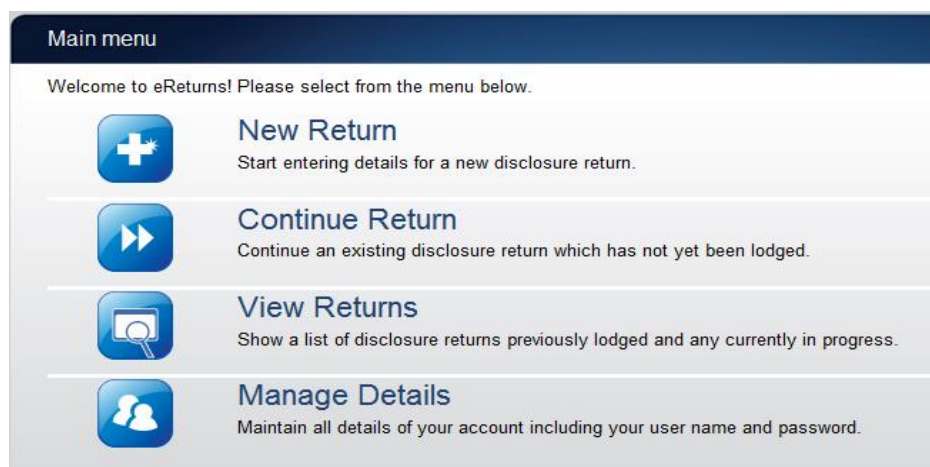 Main menu
Welcome to eReturns! Please select from the menu below.
New Return
Start entering details for a new disclosure return.
Continue Return
Continue an existing disclosure return which has not yet been lodged.
View Returns
Show a list of disclosure returns previously lodged and any currently in progress.
Manage Details
Maintain all details of your account including your user name and password.